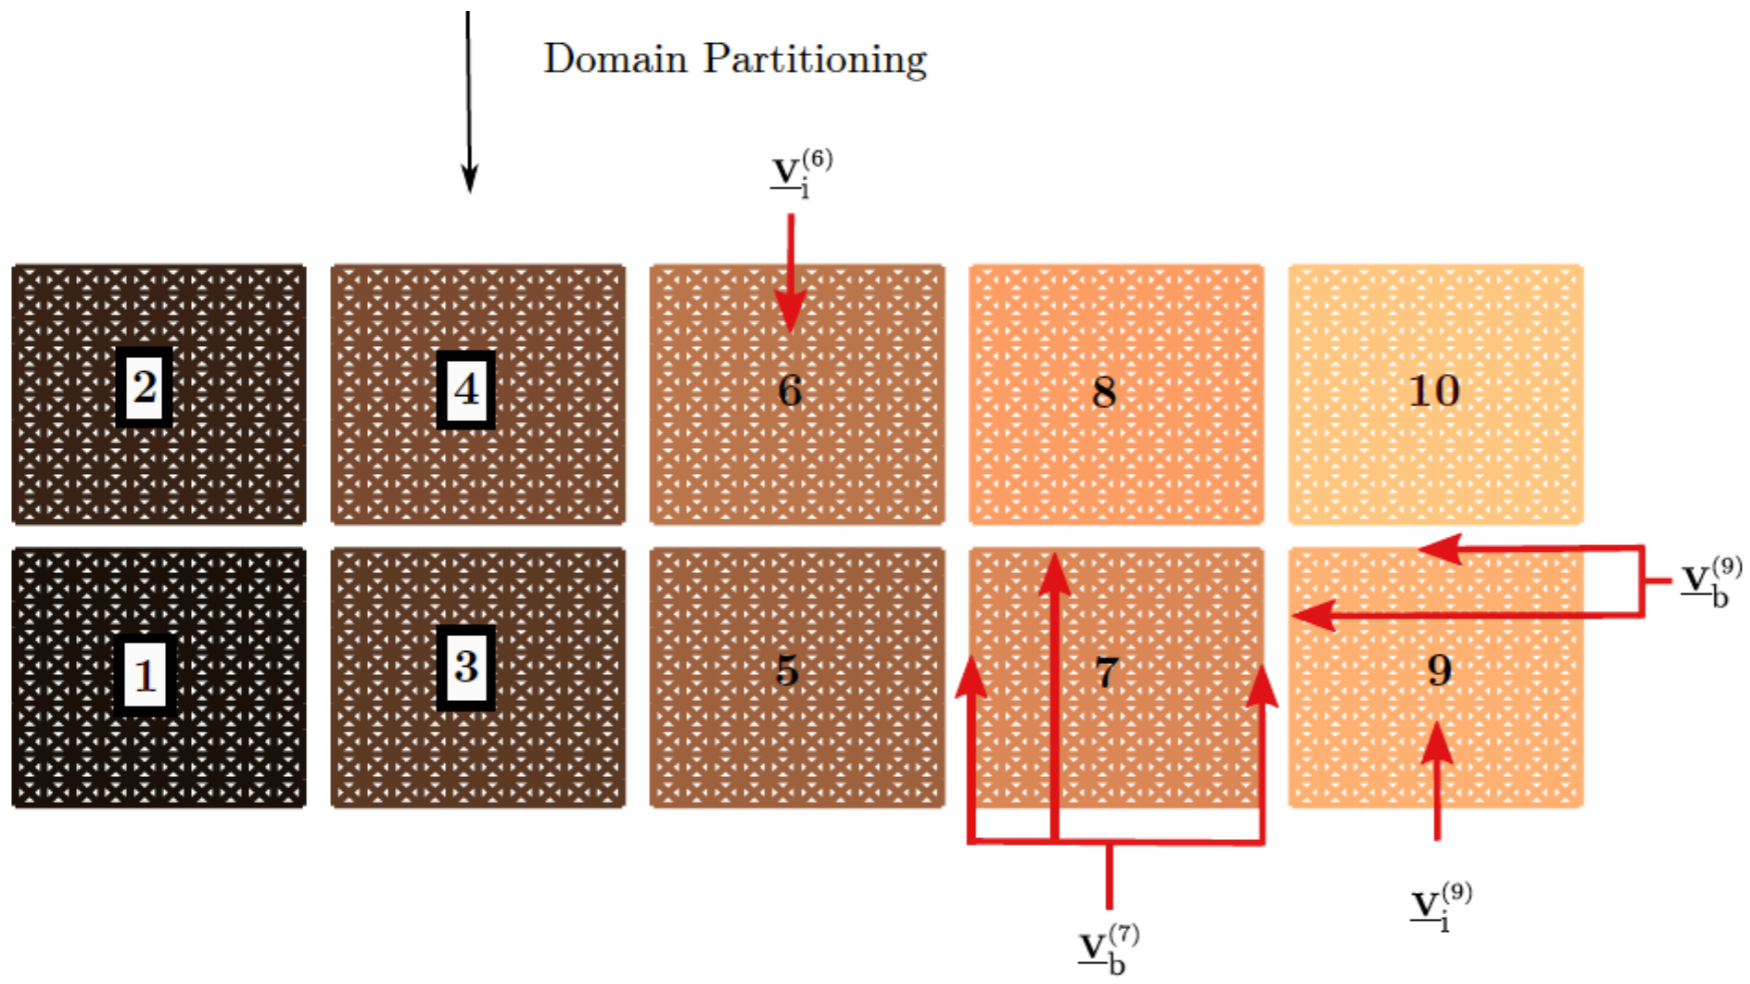 Domain Partitioning
v_i^(6)
2 4 6 8 10
v_b^(9)
1 3 5 7 9
v_i^(9)
v_b^(7)